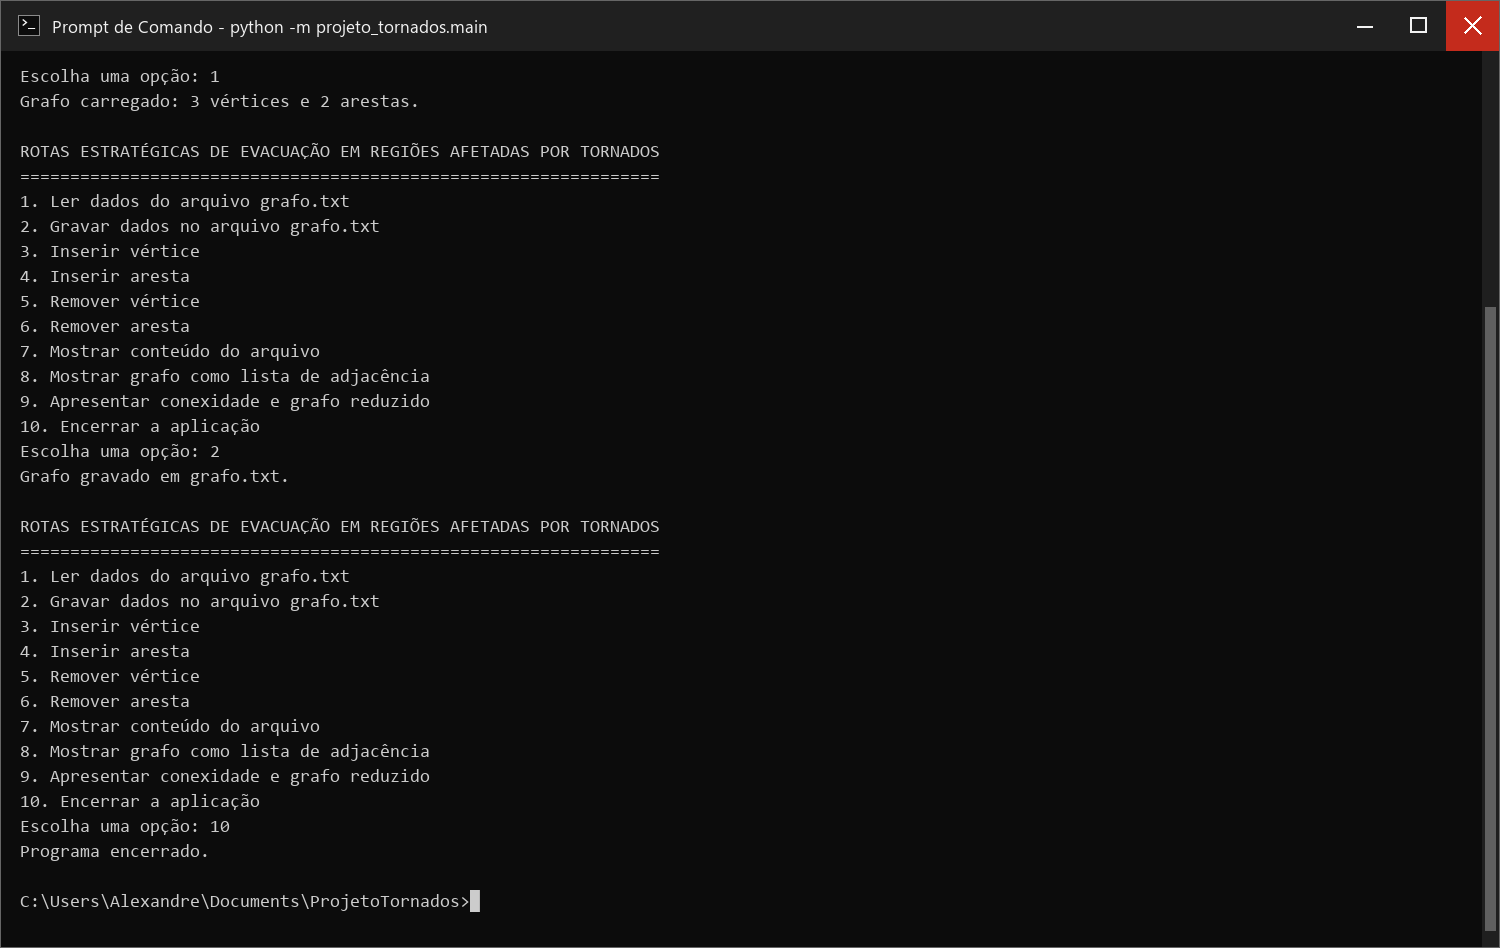 Prompt de Comando - python -m projeto_tornados.main
Escolha uma opção: 1
Grafo carregado: 3 vértices e 2 arestas.
ROTAS ESTRATÉGICAS DE EVACUAÇÃO EM REGIÕES AFETADAS POR TORNADOS
================================================================
1. Ler dados do arquivo grafo.txt
2. Gravar dados no arquivo grafo.txt
3. Inserir vértice
4. Inserir aresta
5. Remover vértice
6. Remover aresta
7. Mostrar conteúdo do arquivo
8. Mostrar grafo como lista de adjacência
9. Apresentar conexidade e grafo reduzido
10. Encerrar a aplicação
Escolha uma opção: 2
Grafo gravado em grafo.txt.
ROTAS ESTRATÉGICAS DE EVACUAÇÃO EM REGIÕES AFETADAS POR TORNADOS
================================================================
1. Ler dados do arquivo grafo.txt
2. Gravar dados no arquivo grafo.txt
3. Inserir vértice
4. Inserir aresta
5. Remover vértice
6. Remover aresta
7. Mostrar conteúdo do arquivo
8. Mostrar grafo como lista de adjacência
9. Apresentar conexidade e grafo reduzido
10. Encerrar a aplicação
Escolha uma opção: 10
Programa encerrado.
C:\Users\Alexandre\Documents\ProjetoTornados>